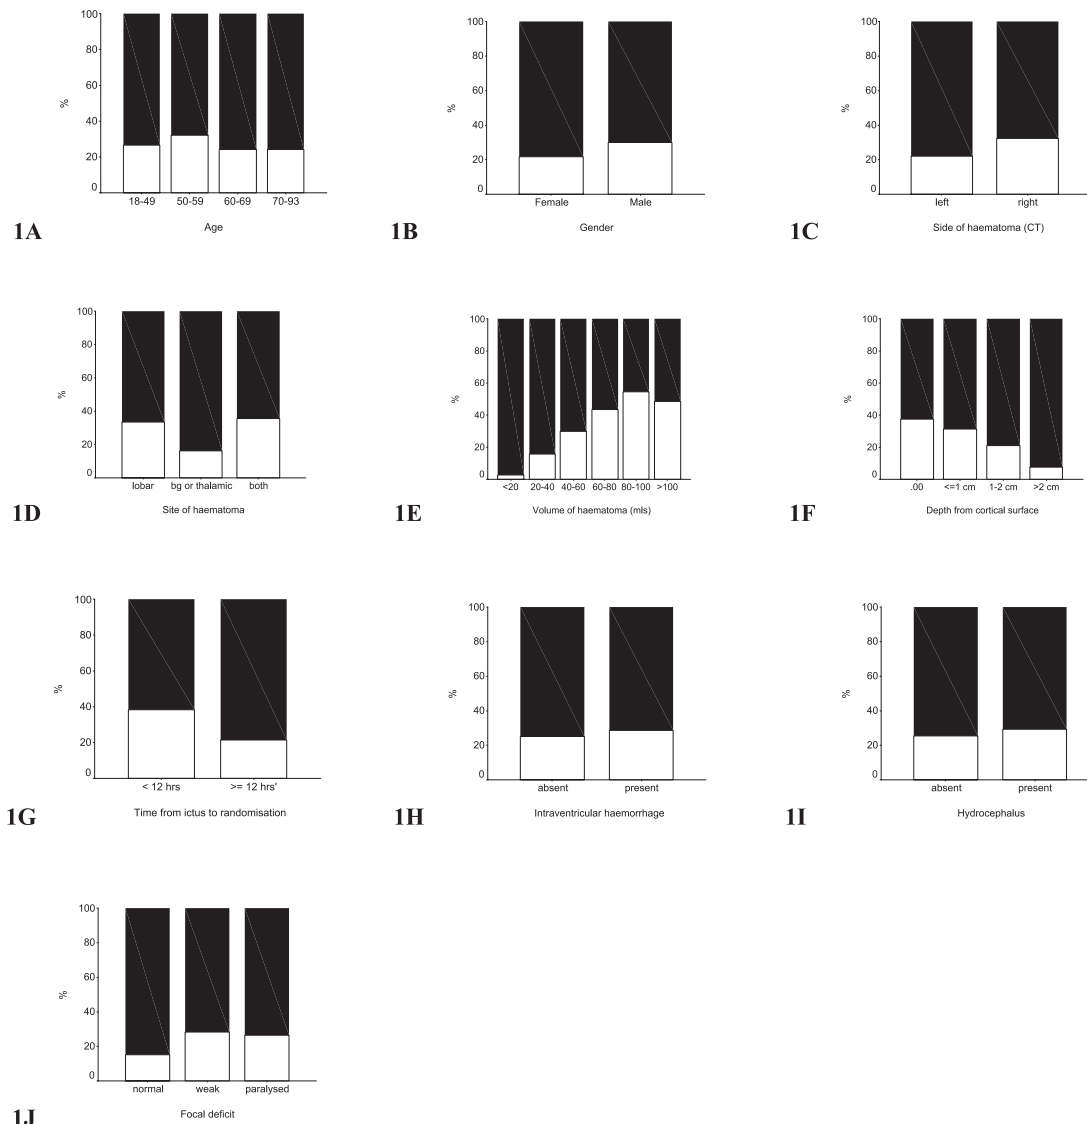 100
80
60
40
20
0
%
18-49 50-59 60-69 70-93
Age
1A
100
80
60
40
20
0
%
Female Male
Gender
1B
100
80
60
40
20
0
%
left right
Side of haematoma (CT)
1C
100
80
60
40
20
0
%
lobar bg or thalamic both
Site of haematoma
1D
100
80
60
40
20
0
%
<20 20-40 40-60 60-80 80-100 >100
Volume of haematoma (mls)
1E
100
80
60
40
20
0
%
.00 <=1 cm 1-2 cm >2 cm
Depth from cortical surface
1F
100
80
60
40
20
0
%
< 12 hrs >= 12 hrs'
Time from ictus to randomisation
1G
100
80
60
40
20
0
%
absent present
Intraventricular haemorrhage
1H
100
80
60
40
20
0
%
absent present
Hydrocephalus
1I
100
80
60
40
20
0
%
normal weak paralysed
Focal deficit
1J